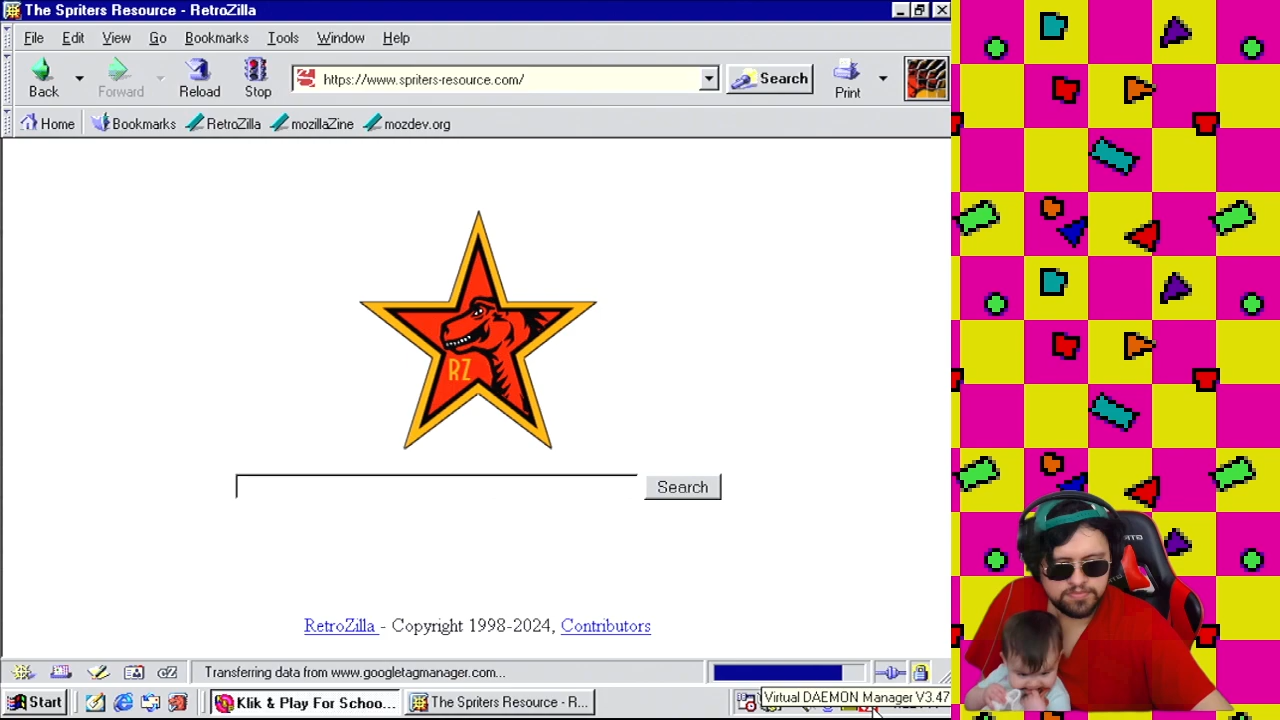 The Spriters Resource - RetroZilla
File Edit View Go Bookmarks Tools Window Help
Back Forward Reload Stop https://www.spriters-resource.com/ Search Print
Home Bookmarks RetroZilla mozillaZine mozdev.org
RZ
Search
RetroZilla - Copyright 1998-2024, Contributors
Transferring data from www.googletagmanager.com...
Start Klik & Play For Schoo... The Spriters Resource - R... Virtual DAEMON Manager V3.47